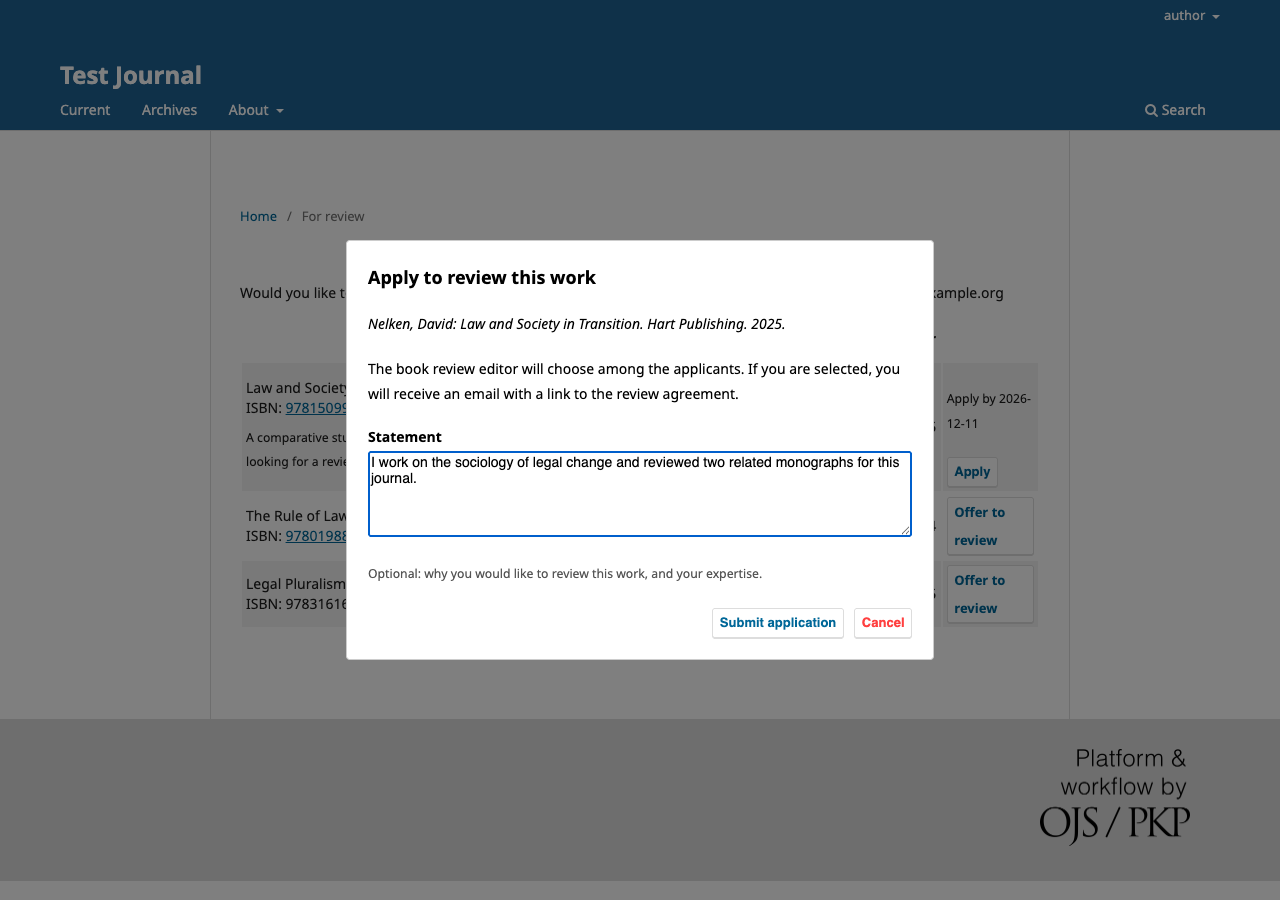 author
Test Journal
Current Archives About
Search
Home / For review
Would you like
ample.org
Apply to review this work
Nelken, David: Law and Society in Transition. Hart Publishing. 2025.
The book review editor will choose among the applicants. If you are selected, you
will receive an email with a link to the review agreement.
Statement
I work on the sociology of legal change and reviewed two related monographs for this
journal.
Optional: why you would like to review this work, and your expertise.
Submit application Cancel
Law and Society
ISBN: 97815099
A comparative
looking for a
Apply by 2026-
12-11
Apply
The Rule of Law
ISBN: 97801988
Offer to
review
Legal Pluralism
ISBN: 9783161
Offer to
review
Platform &
workflow by
OJS / PKP